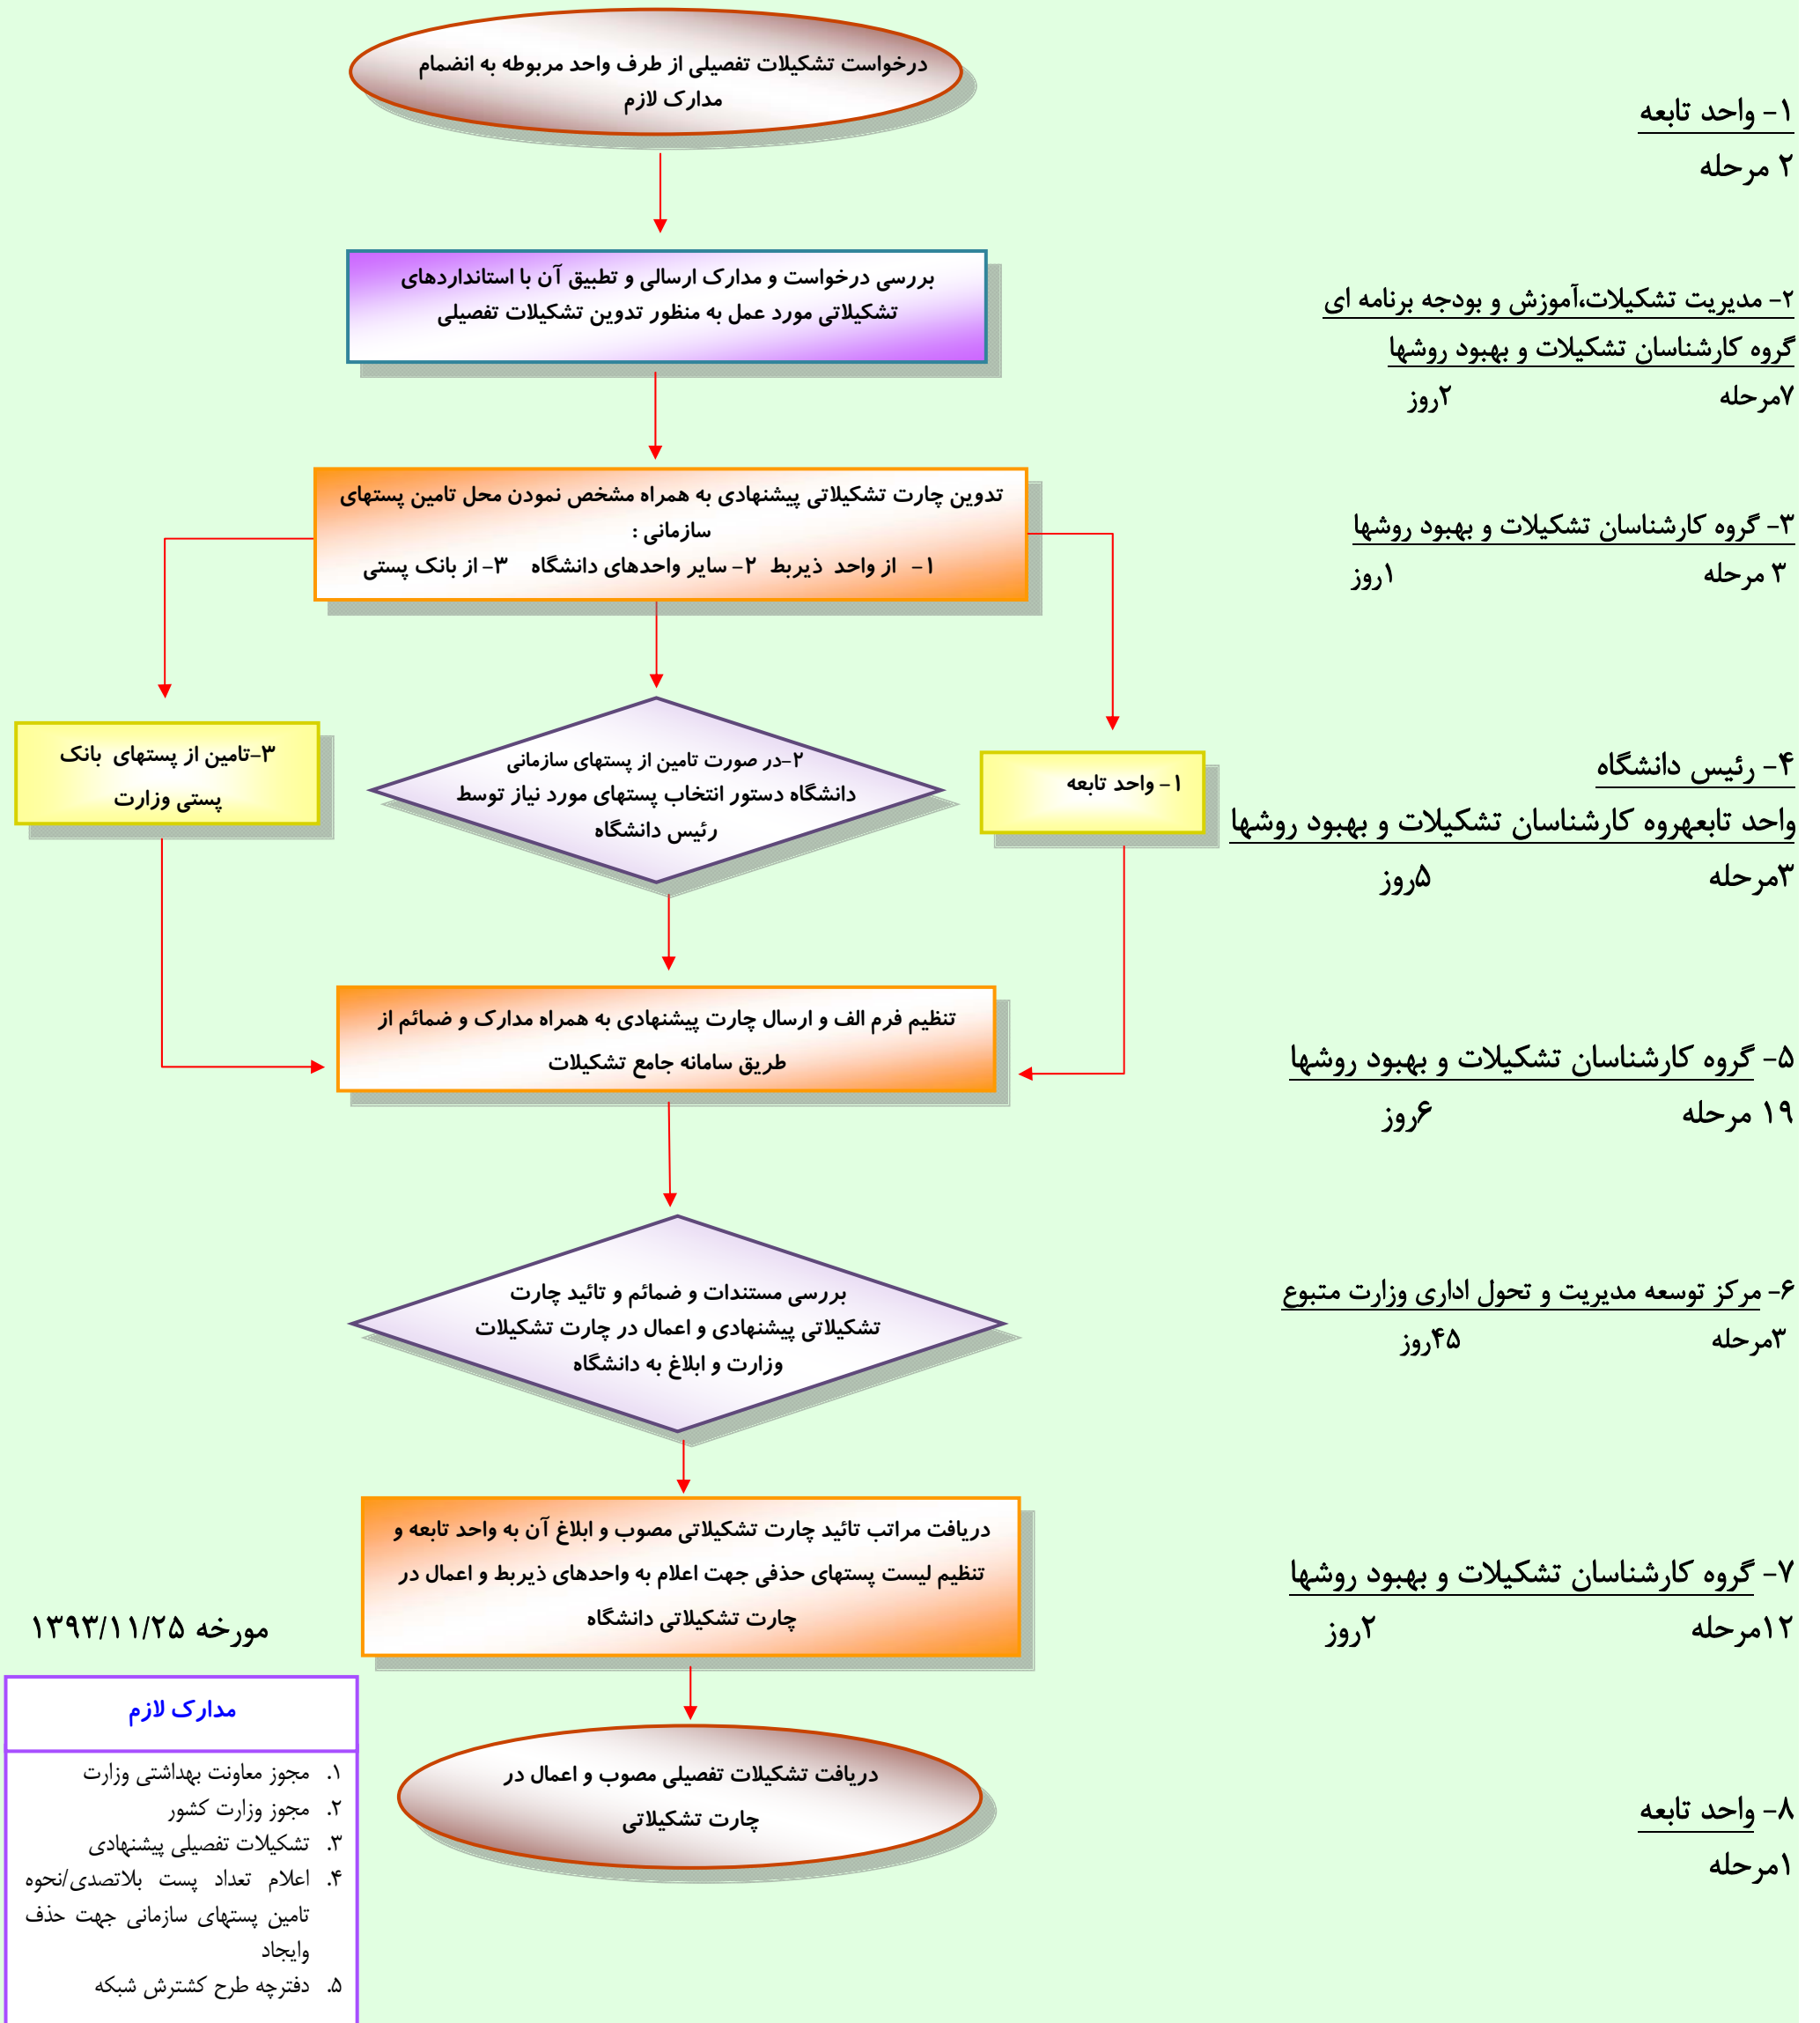 درخواست تشکیلات تفصیلی از طرف واحد مربوطه به انضمام
مدارک لازم
۱- واحد تابعه
۲ مرحله
بررسی درخواست و مدارک ارسالی و تطبیق آن با استانداردهای
تشکیلاتی مورد عمل به منظور تدوین تشکیلات تفصیلی
۲- مدیریت تشکیلات،آموزش و بودجه برنامه ای
گروه کارشناسان تشکیلات و بهبود روشها
۷مرحله ۲روز
تدوین چارت تشکیلاتی پیشنهادی به همراه مشخص نمودن محل تامین پستهای
سازمانی :
۱- از واحد ذیربط ۲- سایر واحدهای دانشگاه ۳- از بانک پستی
۳- گروه کارشناسان تشکیلات و بهبود روشها
۳ مرحله ۱روز
۱- واحد تابعه
۲-در صورت تامین از پستهای سازمانی
دانشگاه دستور انتخاب پستهای مورد نیاز توسط
رئیس دانشگاه
۳-تامین از پستهای بانک
پستی وزارت
۴- رئیس دانشگاه
واحد تابعهروه کارشناسان تشکیلات و بهبود روشها
۳مرحله ۵روز
تنظیم فرم الف و ارسال چارت پیشنهادی به همراه مدارک و ضمائم از
طریق سامانه جامع تشکیلات
۵- گروه کارشناسان تشکیلات و بهبود روشها
۱۹ مرحله ۶روز
بررسی مستندات و ضمائم و تائید چارت
تشکیلاتی پیشنهادی و اعمال در چارت تشکیلات
وزارت و ابلاغ به دانشگاه
۶- مرکز توسعه مدیریت و تحول اداری وزارت متبوع
۳مرحله ۴۵روز
دریافت مراتب تائید چارت تشکیلاتی مصوب و ابلاغ آن به واحد تابعه و
تنظیم لیست پستهای حذفی جهت اعلام به واحدهای ذیربط و اعمال در
چارت تشکیلاتی دانشگاه
۷- گروه کارشناسان تشکیلات و بهبود روشها
۱۲مرحله ۲روز
مورخه ۱۳۹۳/۱۱/۲۵
دریافت تشکیلات تفصیلی مصوب و اعمال در
چارت تشکیلاتی
۸- واحد تابعه
۱مرحله
مدارک لازم
۱. مجوز معاونت بهداشتی وزارت
۲. مجوز وزارت کشور
۳. تشکیلات تفصیلی پیشنهادی
۴. اعلام تعداد پست بلاتصدی/نحوه
تامین پستهای سازمانی جهت حذف
وایجاد
۵. دفترچه طرح کشترش شبکه